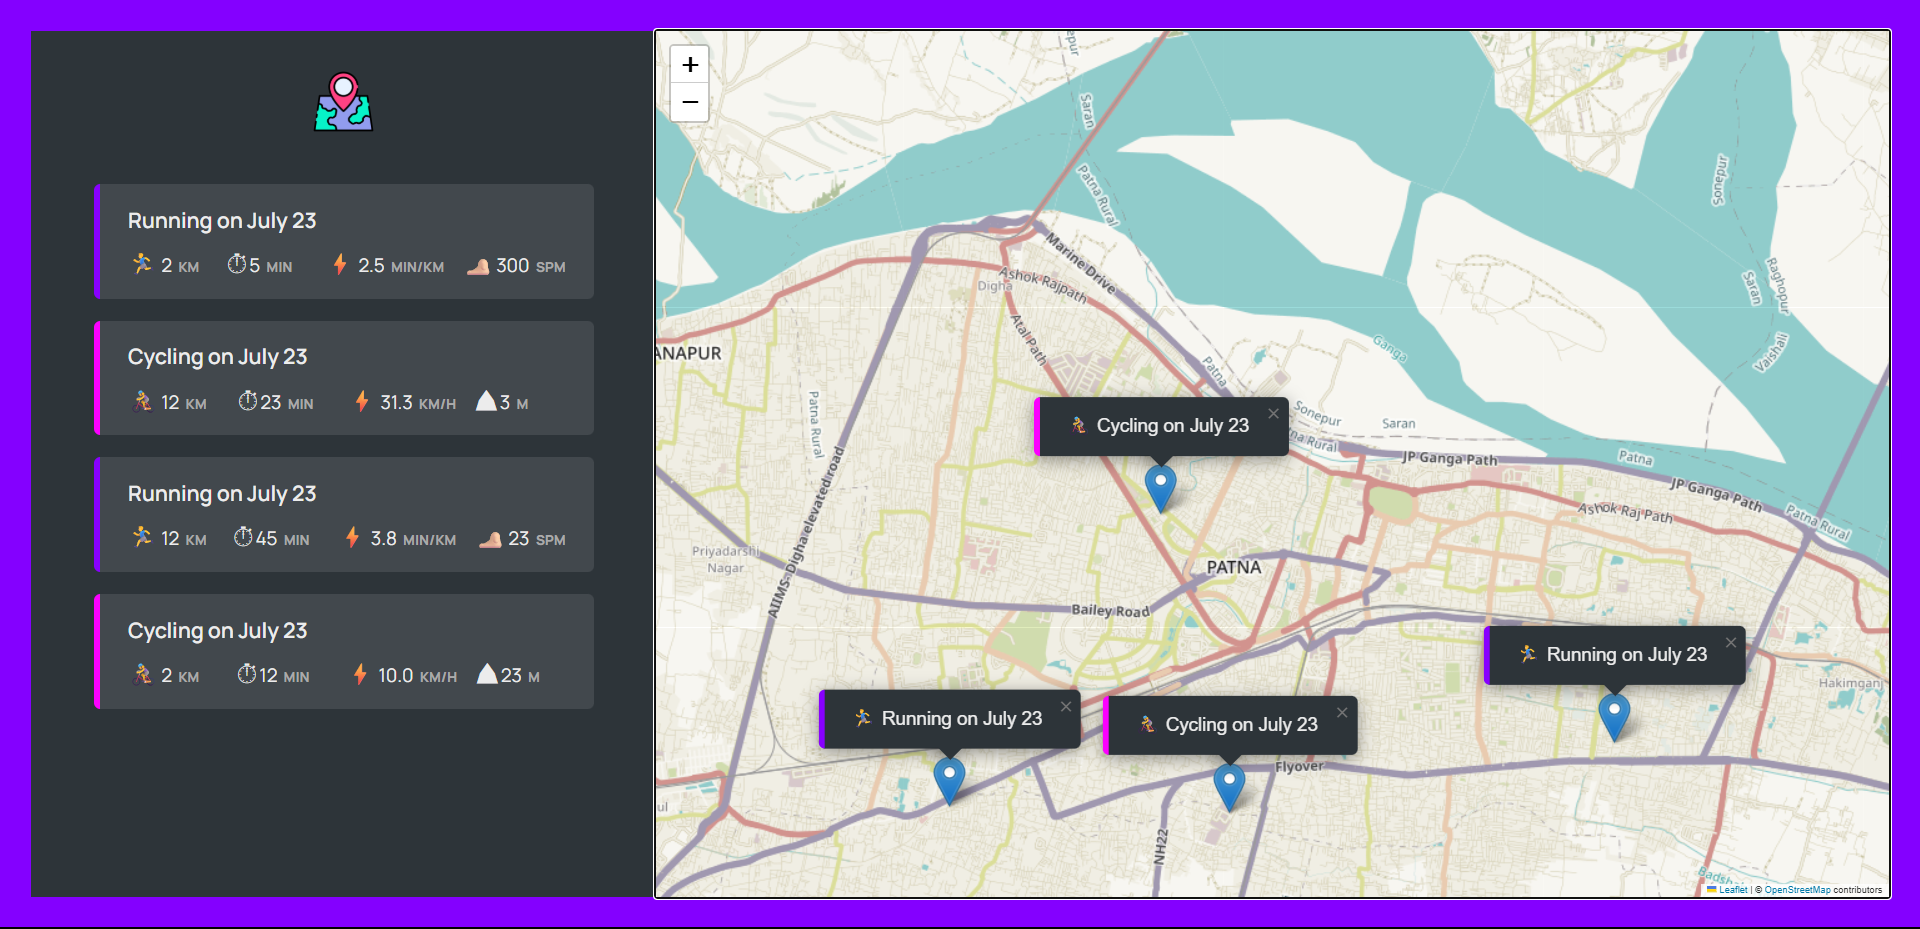 Running on July 23
2 KM 5 MIN 2.5 MIN/KM 300 SPM
Cycling on July 23
12 KM 23 MIN 31.3 KM/H 3 M
Running on July 23
12 KM 45 MIN 3.8 MIN/KM 23 SPM
Cycling on July 23
2 KM 12 MIN 10.0 KM/H 23 M
+
−
Saran
Patna Rural
Sonepur
Marine Drive
Ashok Rajpath
Digha
Raghopur
Saran
Atal Path
Ganga
Vaishali
ANAPUR
Patna
Patna Rural
Cycling on July 23
×
Sonepur
Saran
na Rural
JP Ganga Path
Patna
JP Ganga Path
Ashok Raj Path
Patna Rural
AIIMS-Digha elevated road
Priyadarshi
Nagar
PATNA
Bailey Road
Running on July 23
×
Hakimganj
Running on July 23
×
Cycling on July 23
×
Flyover
ul
NH22
Leaflet | © OpenStreetMap contributors